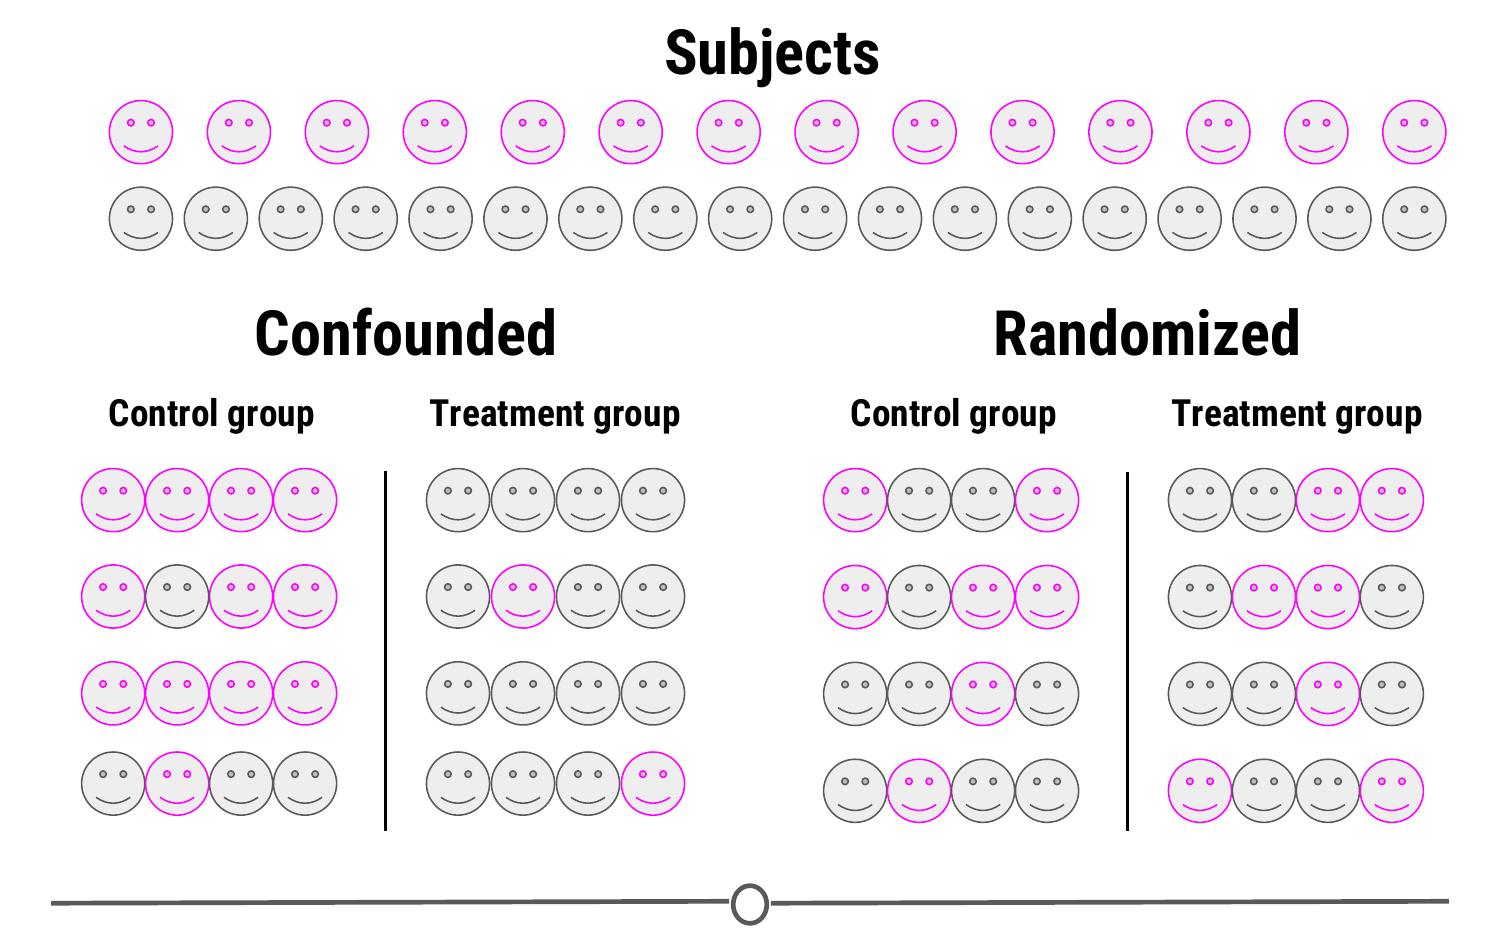 Subjects
Confounded
Randomized
Control group
Treatment group
Control group
Treatment group